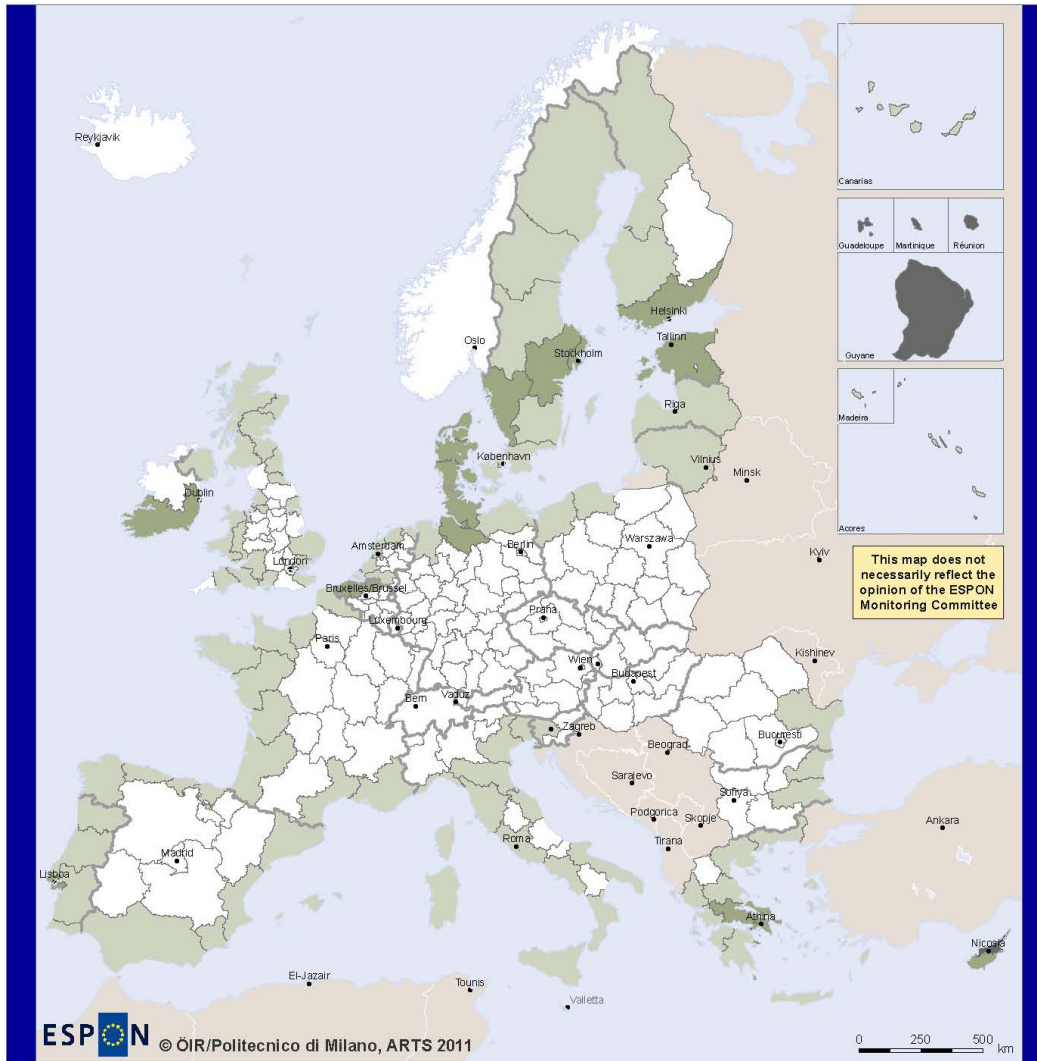 Reykjavik
Canarias
Guadeloupe
Martinique
Réunion
Guyane
Madeira
Acores
Oslo
Helsinki
Tallinn
Stockholm
Riga
København
Vilnius
Minsk
Dublin
Amsterdam
Berlin
Warszawa
London
Bruxelles/Brussel
Kyiv
This map does not
necessarily reflect the
opinion of the ESPON
Monitoring Committee
Luxembourg
Praha
Paris
Wien
Kishinev
Budapest
Bern
Vaduz
Zagreb
Bucuresti
Beograd
Sarajevo
Sofiya
Podgorica
Skopje
Ankara
Roma
Tirana
Madrid
Lisboa
Athina
Nicosia
El-Jazair
Tounis
Valletta
ESPON © ÖIR/Politecnico di Milano, ARTS 2011
0 250 500
km